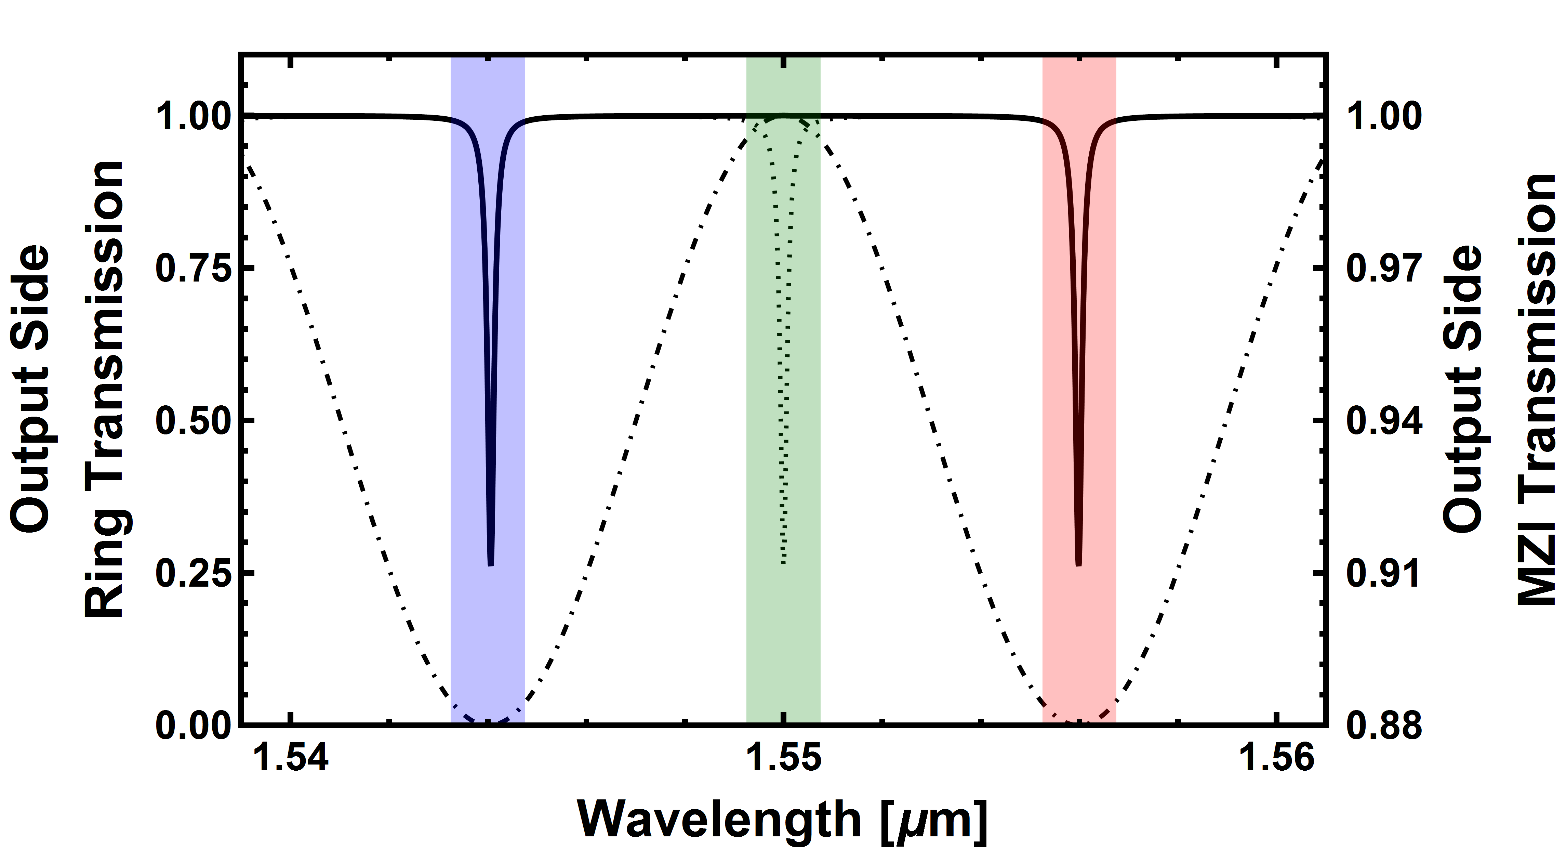 Output Side
Ring Transmission
1.00
0.75
0.50
0.25
0.00
1.00
0.97
0.94
0.91
0.88
Output Side
MZI Transmission
1.54
1.55
1.56
Wavelength [µm]